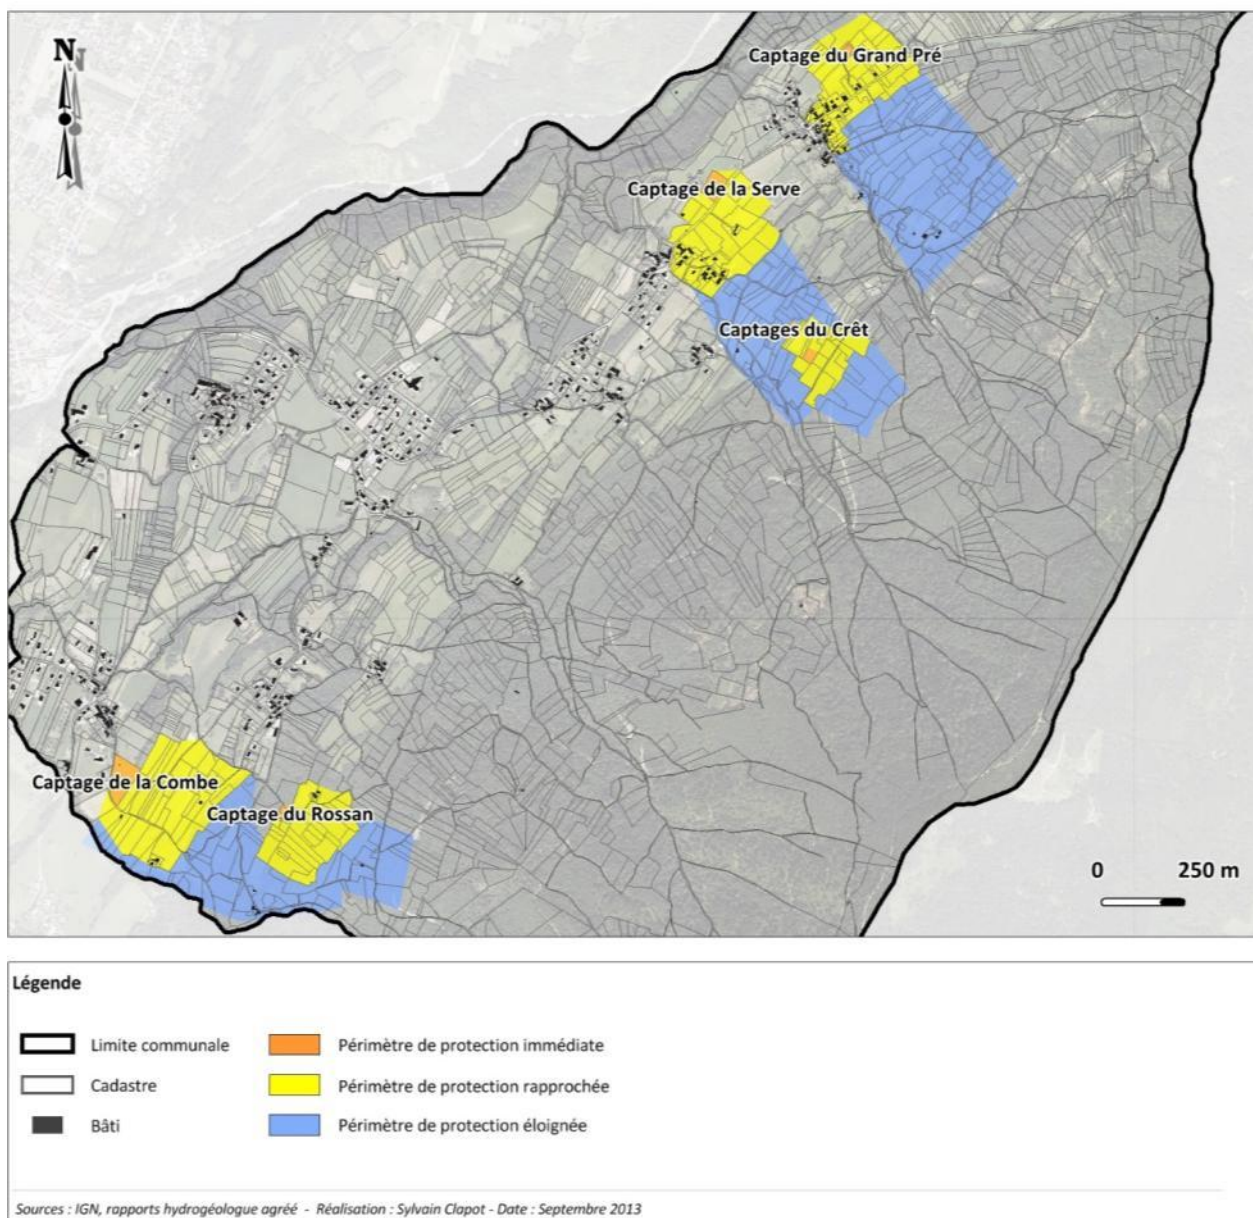 N
Captage du Grand Pré
Captage de la Serve
Captages du Crêt
Captage de la Combe
Captage du Rossan
0 250 m
Légende
Limite communale
Cadastre
Bâti
Périmètre de protection immédiate
Périmètre de protection rapprochée
Périmètre de protection éloignée
Sources : IGN, rapports hydrogéologue agréé - Réalisation : Sylvain Clapot - Date : Septembre 2013